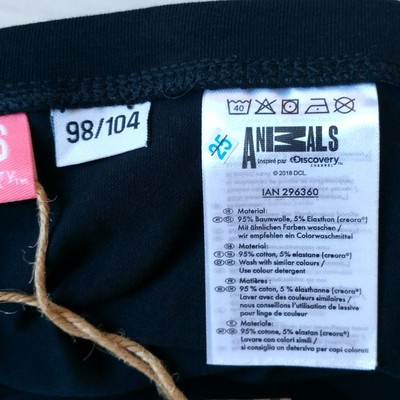 S
98/104
40
25
ANIMALS
Inspiré par Discovery
CHANNEL
© 2018 DCL.
IAN 296360
Material:
95% Baumwolle, 5% Elasthan (creora®)
Mit ähnlichen Farben waschen /
wir empfehlen ein Colorwaschmittel
Material:
95% cotton, 5% elastane (creora®)
Wash with similar colours /
Use colour detergent
Matières :
95 % coton, 5 % élasthanne (creora®)
Laver avec des couleurs similaires /
nous conseillons l'utilisation de lessive
pour linge de couleur
Materiale:
95% cotone, 5% elastan (creora®)
Lavare con colori simili /
si consiglia un detersivo per capi colorati